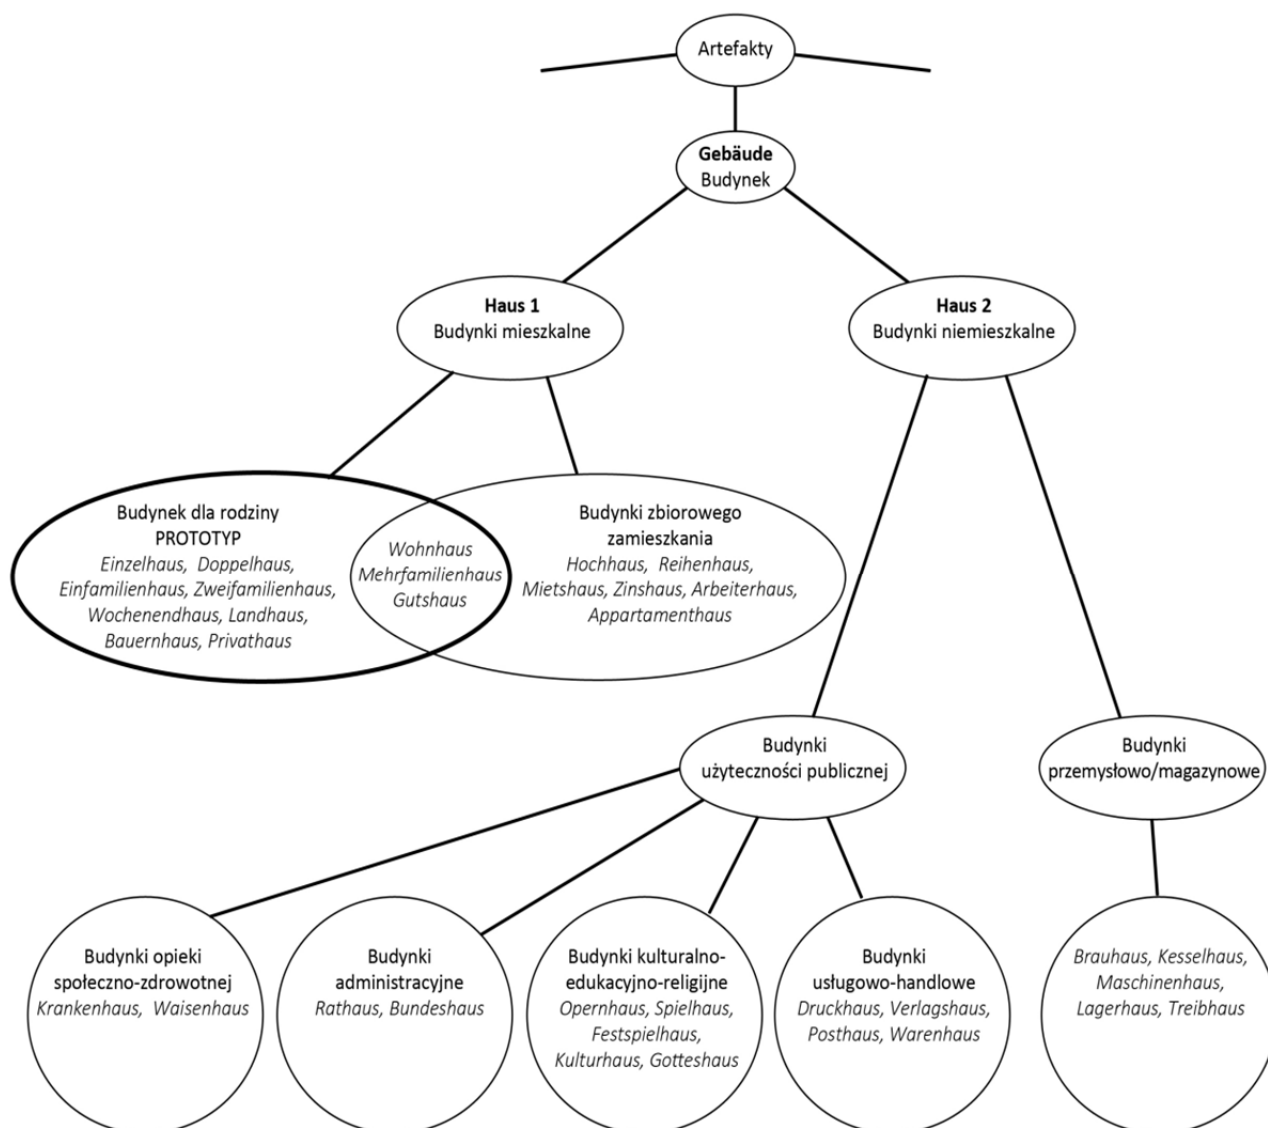 Artefakty
Gebäude
Budynek
Haus 1
Budynki mieszkalne
Haus 2
Budynki niemieszkalne
Budynek dla rodziny
PROTOTYP
Einzelhaus, Doppelhaus,
Einfamilienhaus, Zweifamilienhaus,
Wochenendhaus, Landhaus,
Bauernhaus, Privathaus
Wohnhaus
Mehrfamilienhaus
Gutshaus
Budynki zbiorowego
zamieszkania
Hochhaus, Reihenhaus,
Mietshaus, Zinshaus, Arbeiterhaus,
Appartamenthaus
Budynki
użyteczności publicznej
Budynki
przemysłowo/magazynowe
Budynki opieki
społeczno-zdrowotnej
Krankenhaus, Waisenhaus
Budynki
administracyjne
Rathaus, Bundeshaus
Budynki kulturalno-
edukacyjno-religijne
Opernhaus, Spielhaus,
Festspielhaus,
Kulturhaus, Gotteshaus
Budynki
usługowo-handlowe
Druckhaus, Verlagshaus,
Posthaus, Warenhaus
Brauhaus, Kesselhaus,
Maschinenhaus,
Lagerhaus, Treibhaus